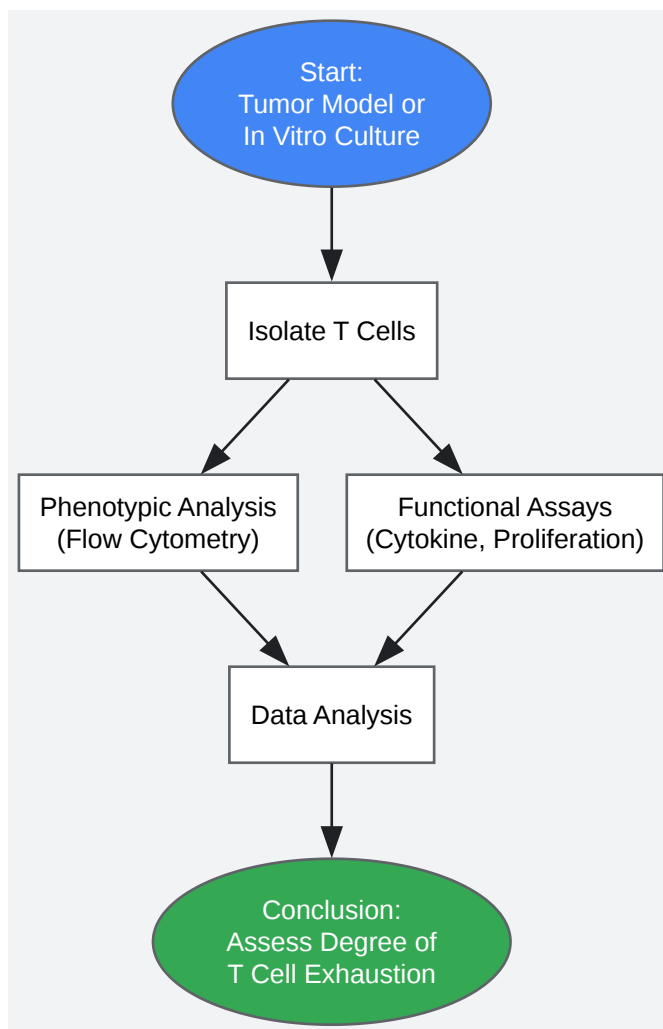 Start:
Tumor Model or
In Vitro Culture
Isolate T Cells
Phenotypic Analysis
(Flow Cytometry)
Functional Assays
(Cytokine, Proliferation)
Data Analysis
Conclusion:
Assess Degree of
T Cell Exhaustion